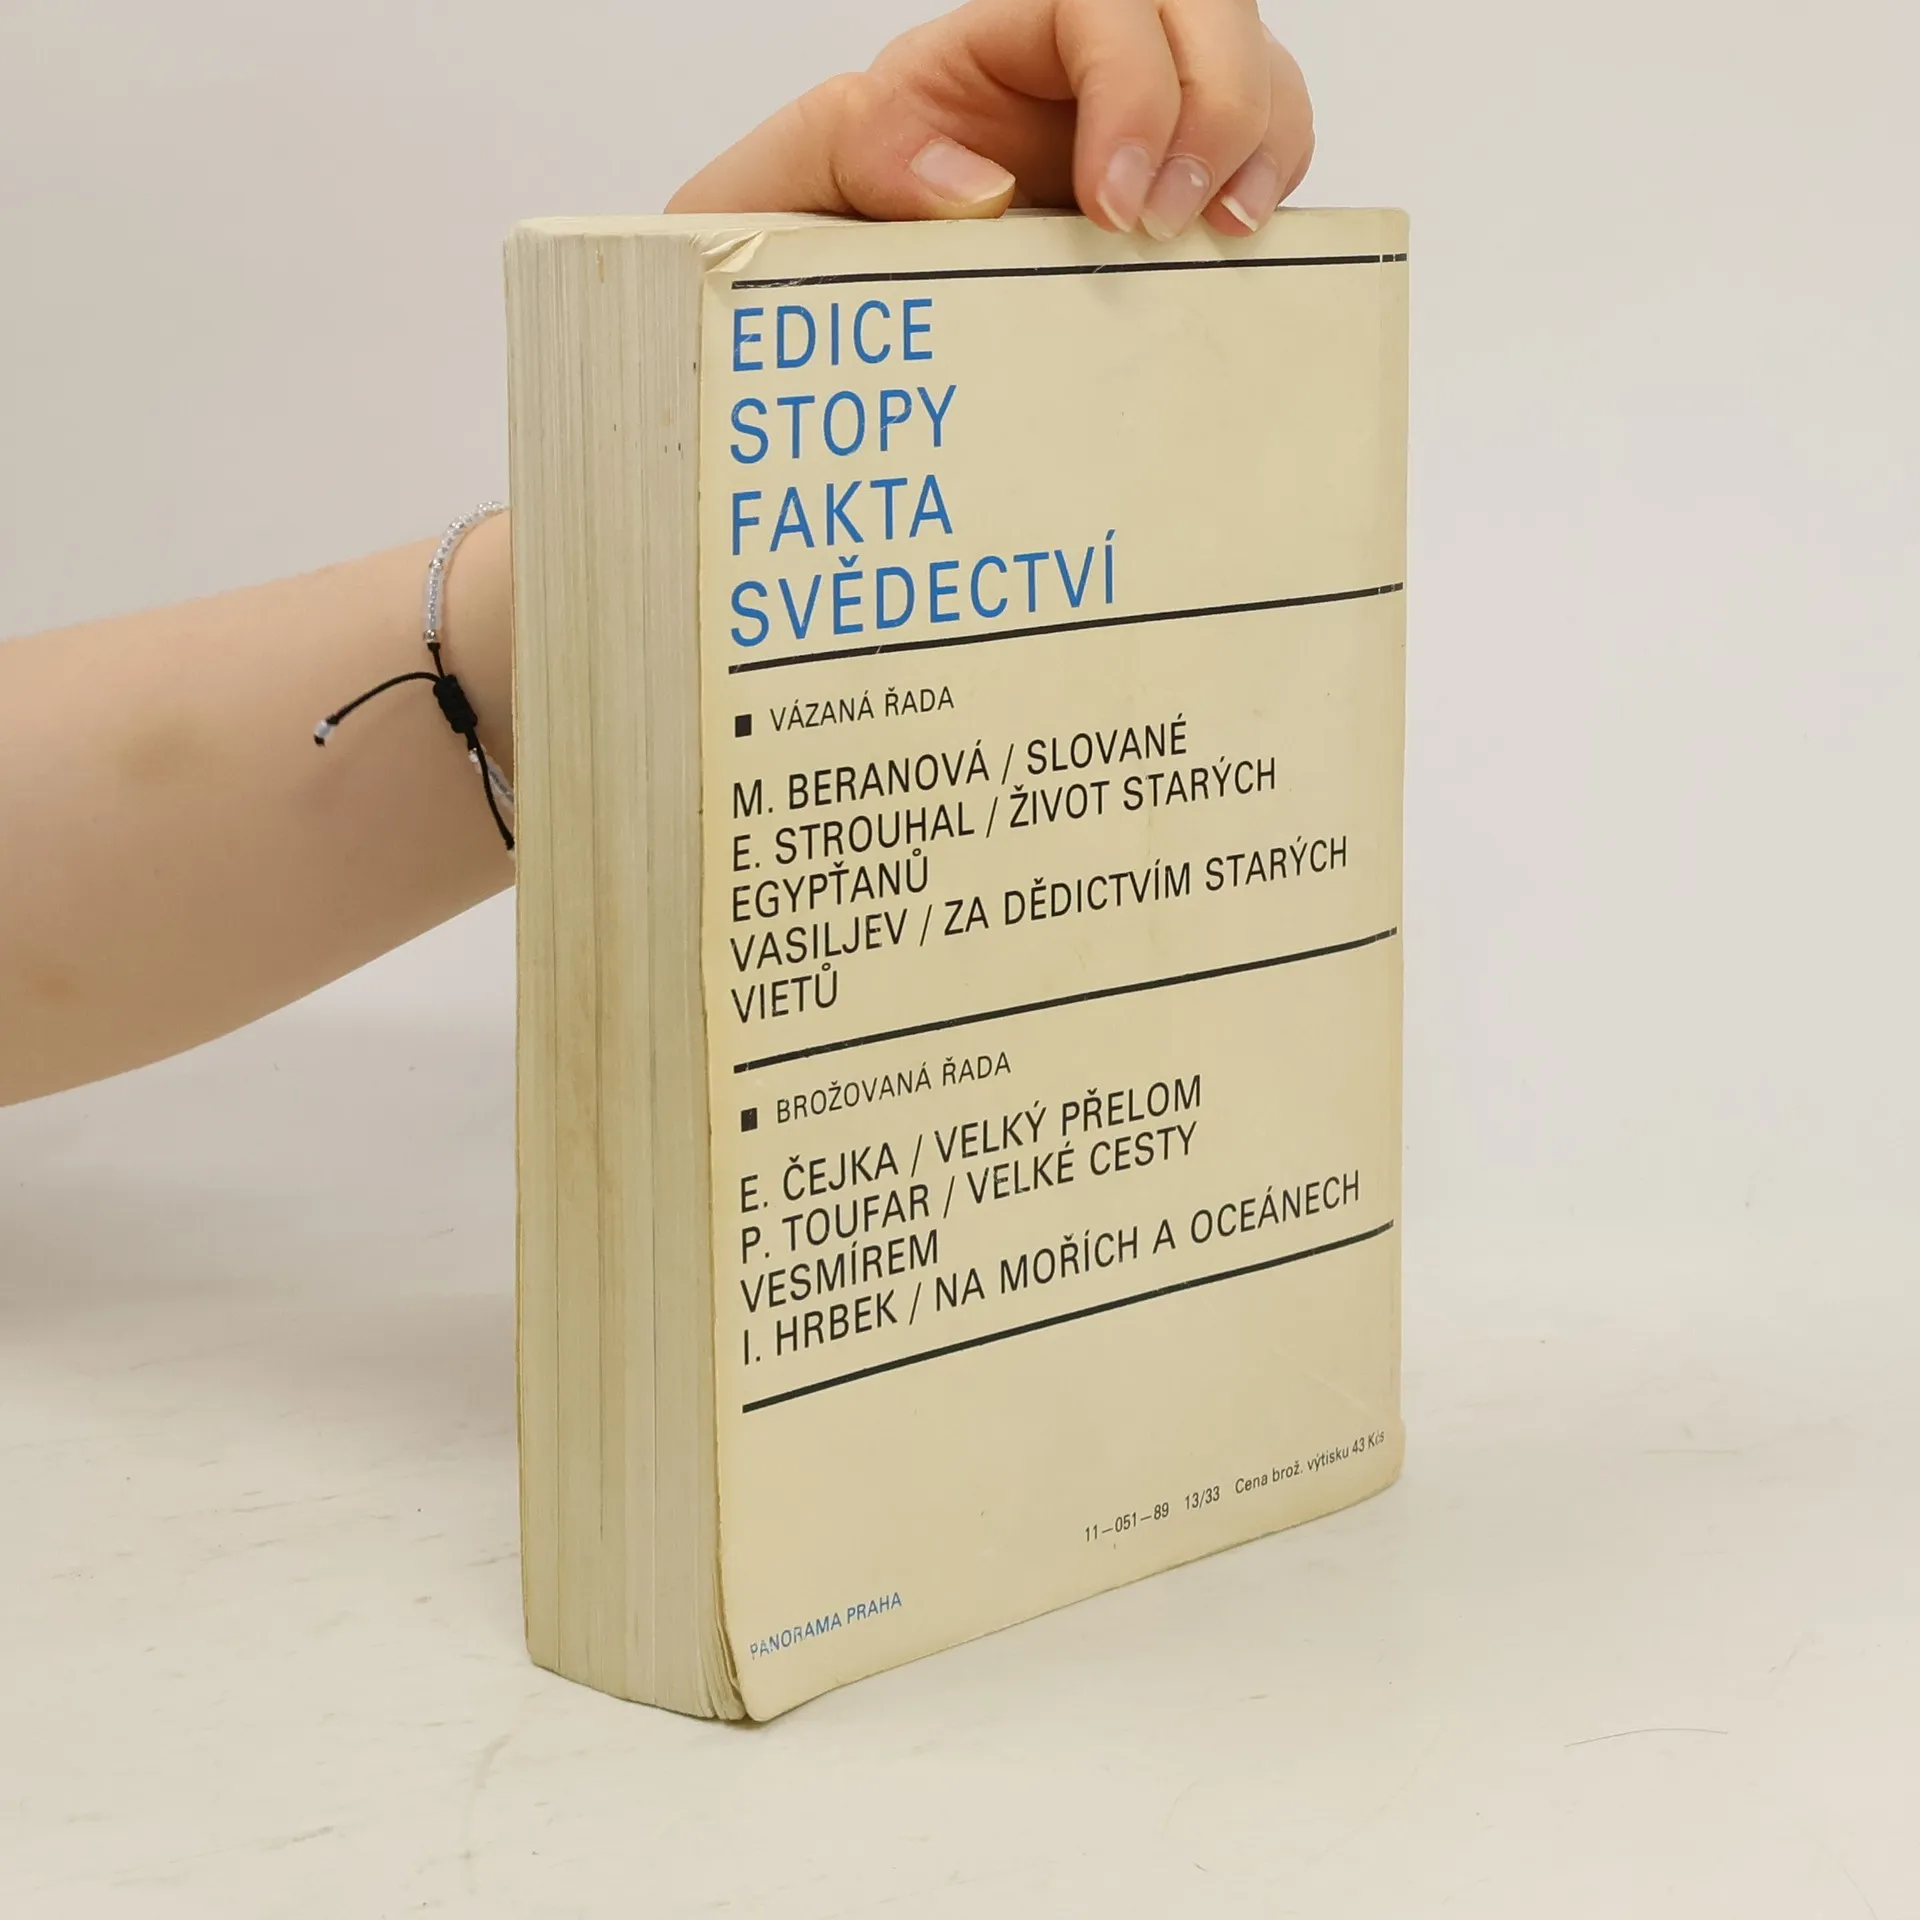 EDICE
STOPY
FAKTA
SVĚDECTVÍ
VÁZANÁ ŘADA
M. BERANOVÁ / SLOVANÉ
E. STROUHAL / ŽIVOT STARÝCH
EGYPŤANŮ
VASILJEV / ZA DĚDICTVÍM STARÝCH
VIETŮ
BROŽOVANÁ ŘADA
E. ČEJKA / VELKÝ PŘELOM
P. TOUFAR / VELKÉ CESTY
VESMÍREM
I. HRBEK / NA MOŘÍCH A OCEÁNECH
11—051—89 13/33 Cena brož. výtisku 43 Kčs
PANORAMA PRAHA